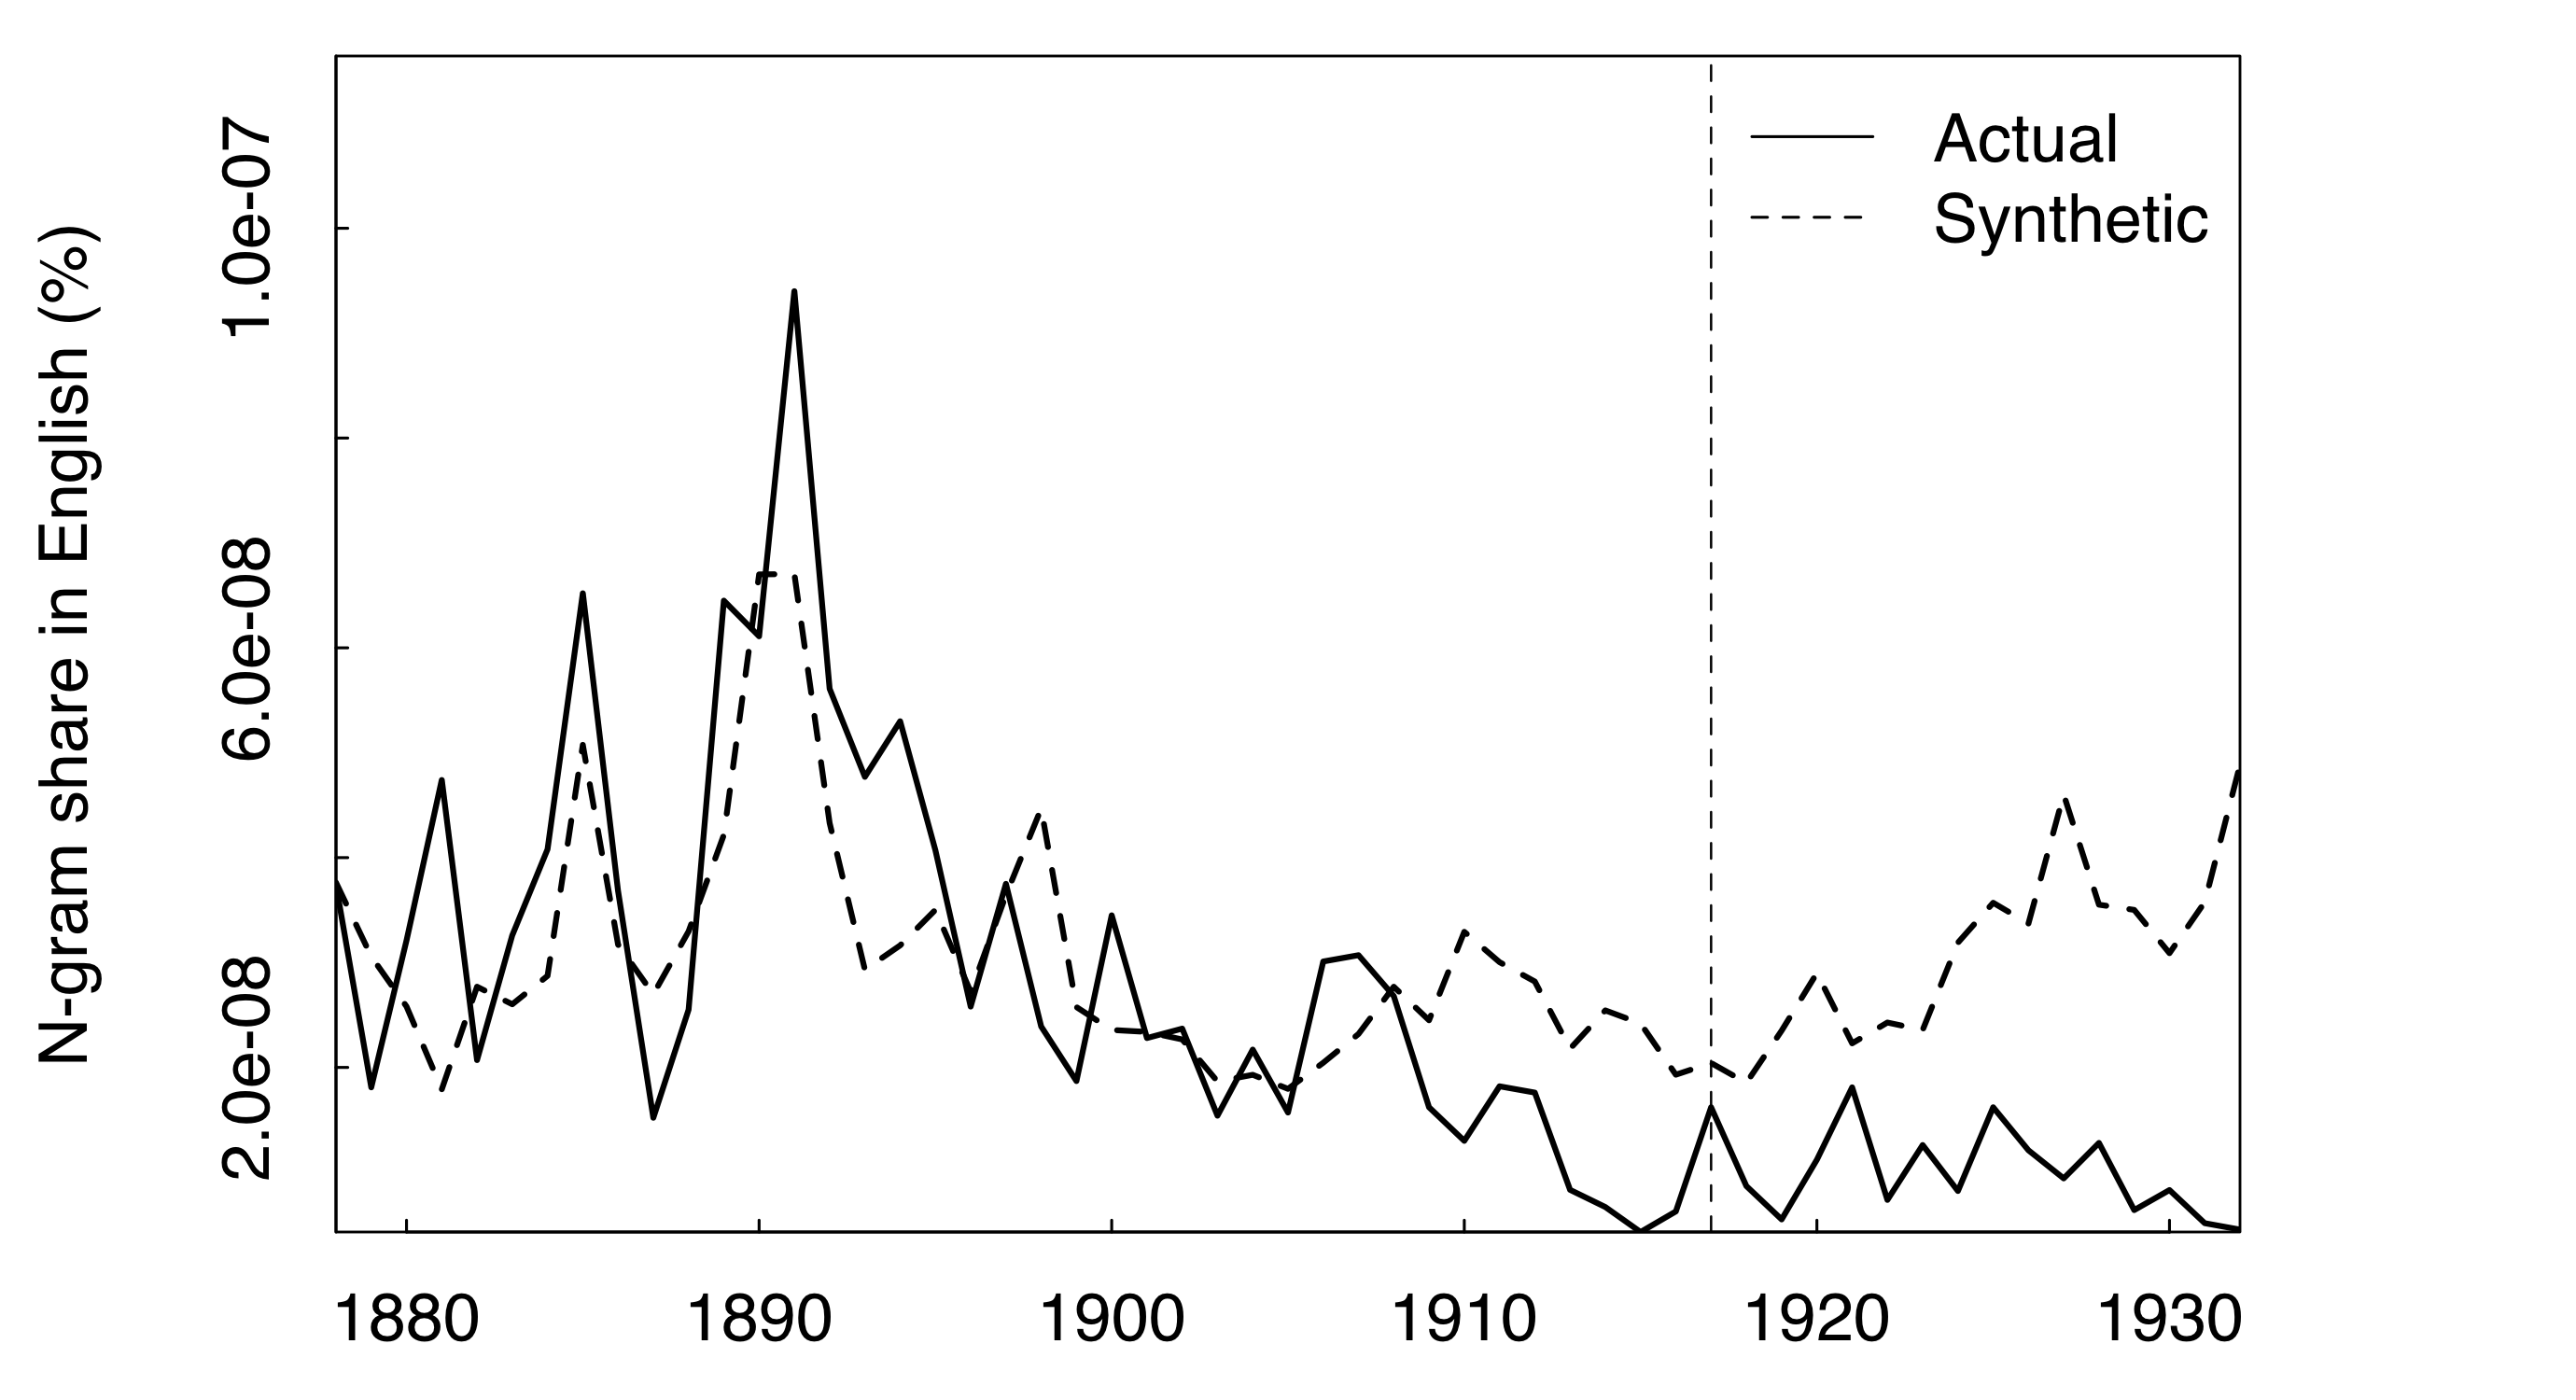 N-gram share in English (%)
1.0e-07
6.0e-08
2.0e-08
Actual
Synthetic
1880 1890 1900 1910 1920 1930